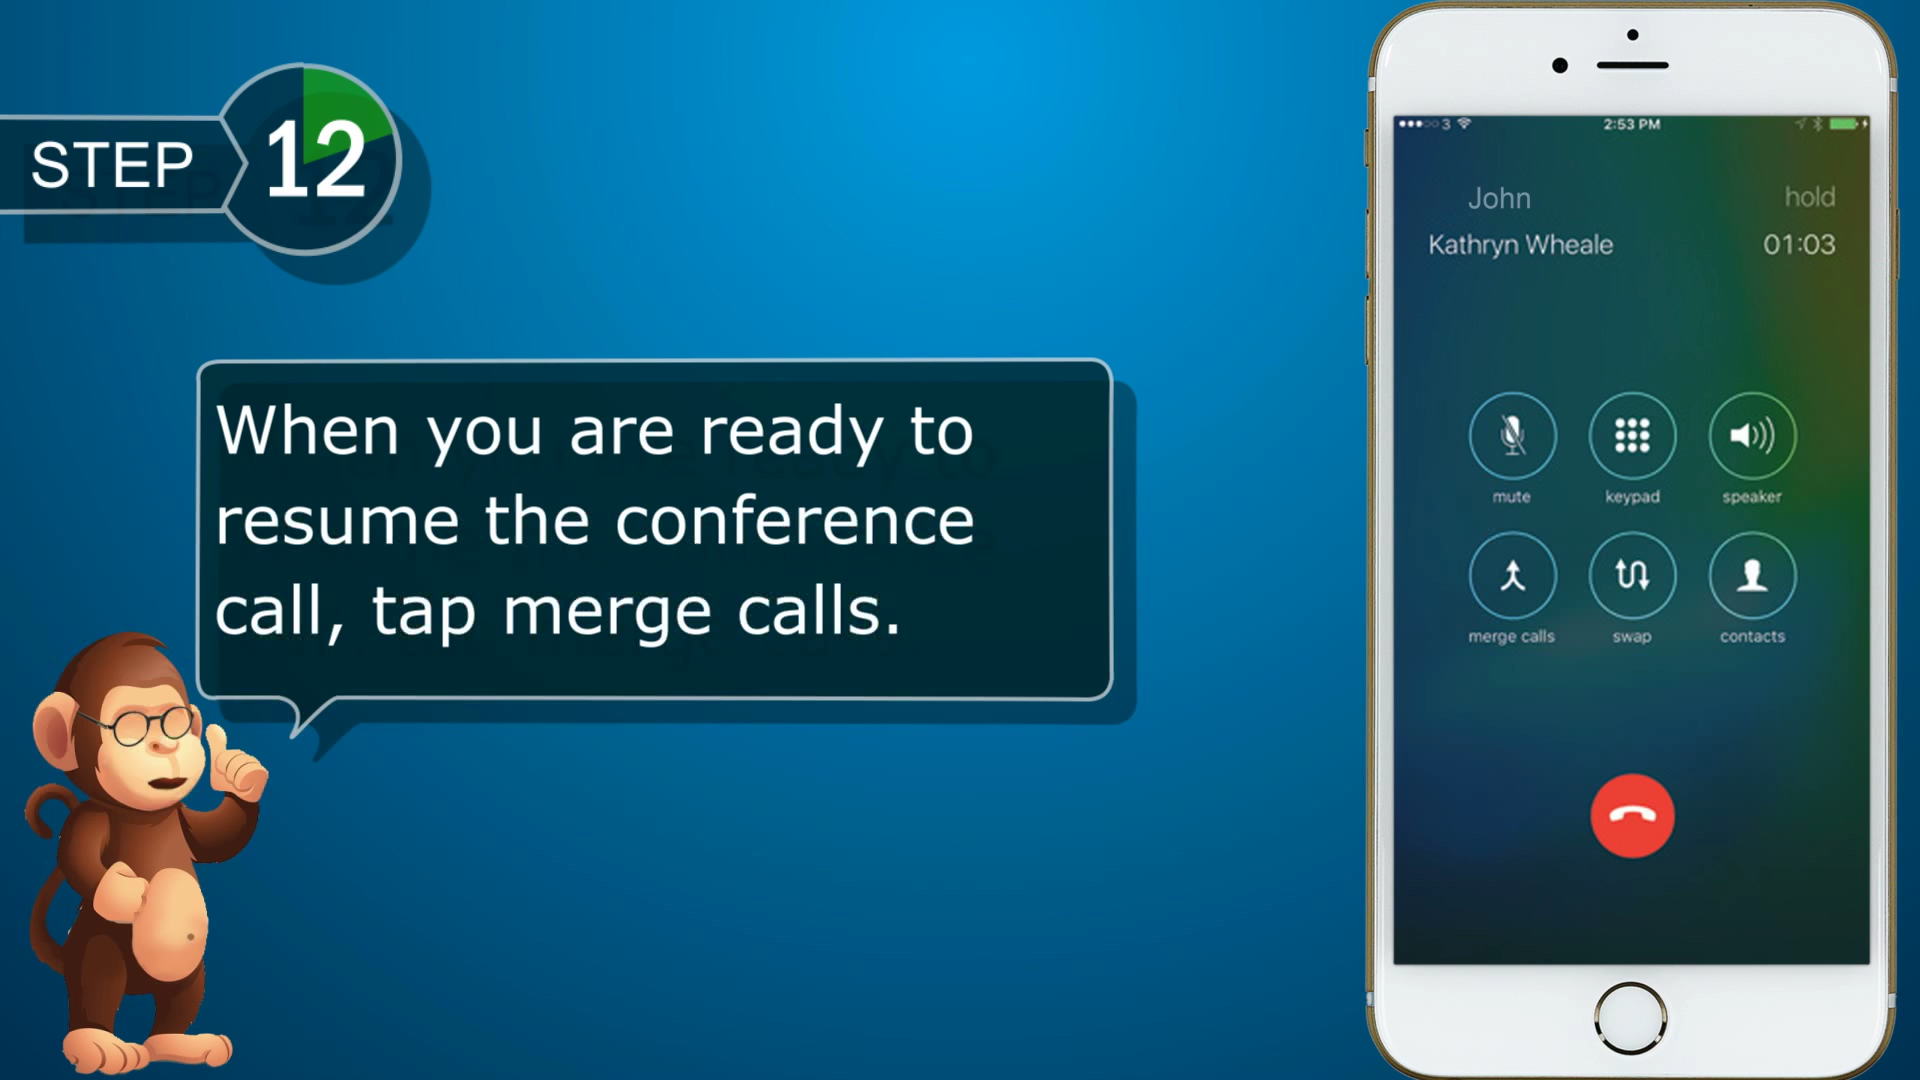 STEP 12
When you are ready to
resume the conference
call, tap merge calls.
3 2:53 PM
John hold
Kathryn Wheale 01:03
mute keypad speaker
merge calls swap contacts